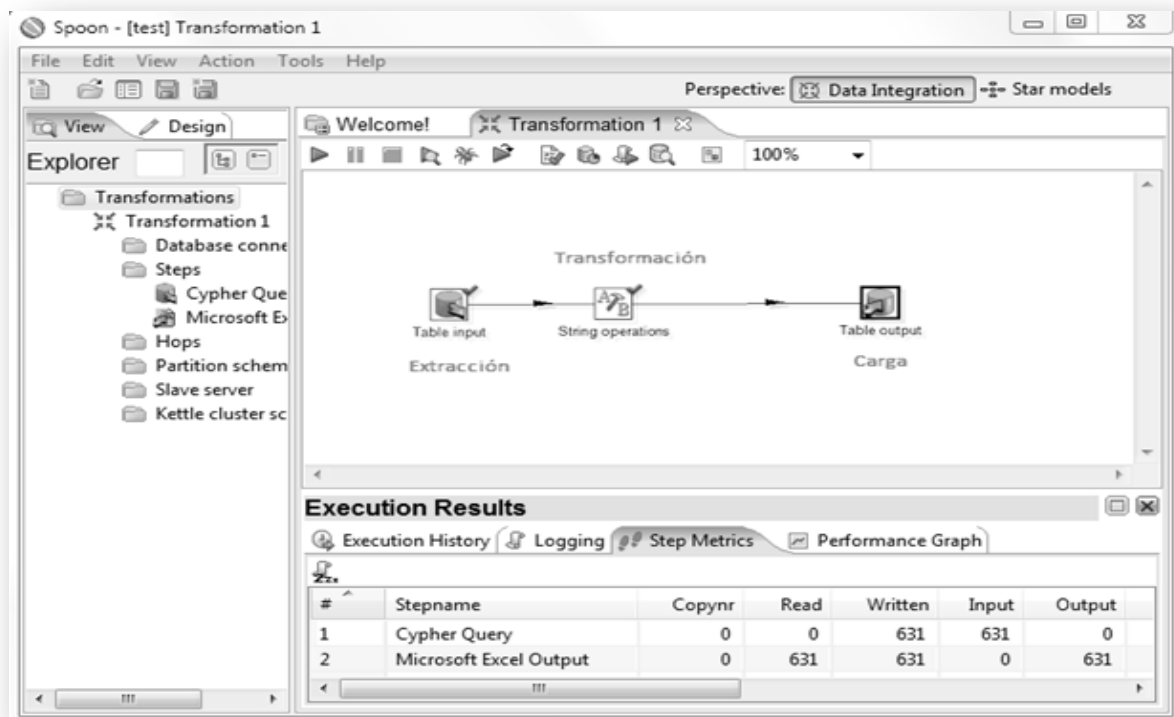 Spoon - [test] Transformation 1
File Edit View Action Tools Help
Perspective: Data Integration Star models
View Design
Explorer
Transformations
Transformation 1
Database conne
Steps
Cypher Que
Microsoft Ex
Hops
Partition schem
Slave server
Kettle cluster sc
Welcome! Transformation 1
100%
Transformación
Table input String operations Table output
Extracción Carga
Execution Results
Execution History Logging Step Metrics Performance Graph
# Stepname Copynr Read Written Input Output
1 Cypher Query 0 0 631 631 0
2 Microsoft Excel Output 0 631 631 0 631